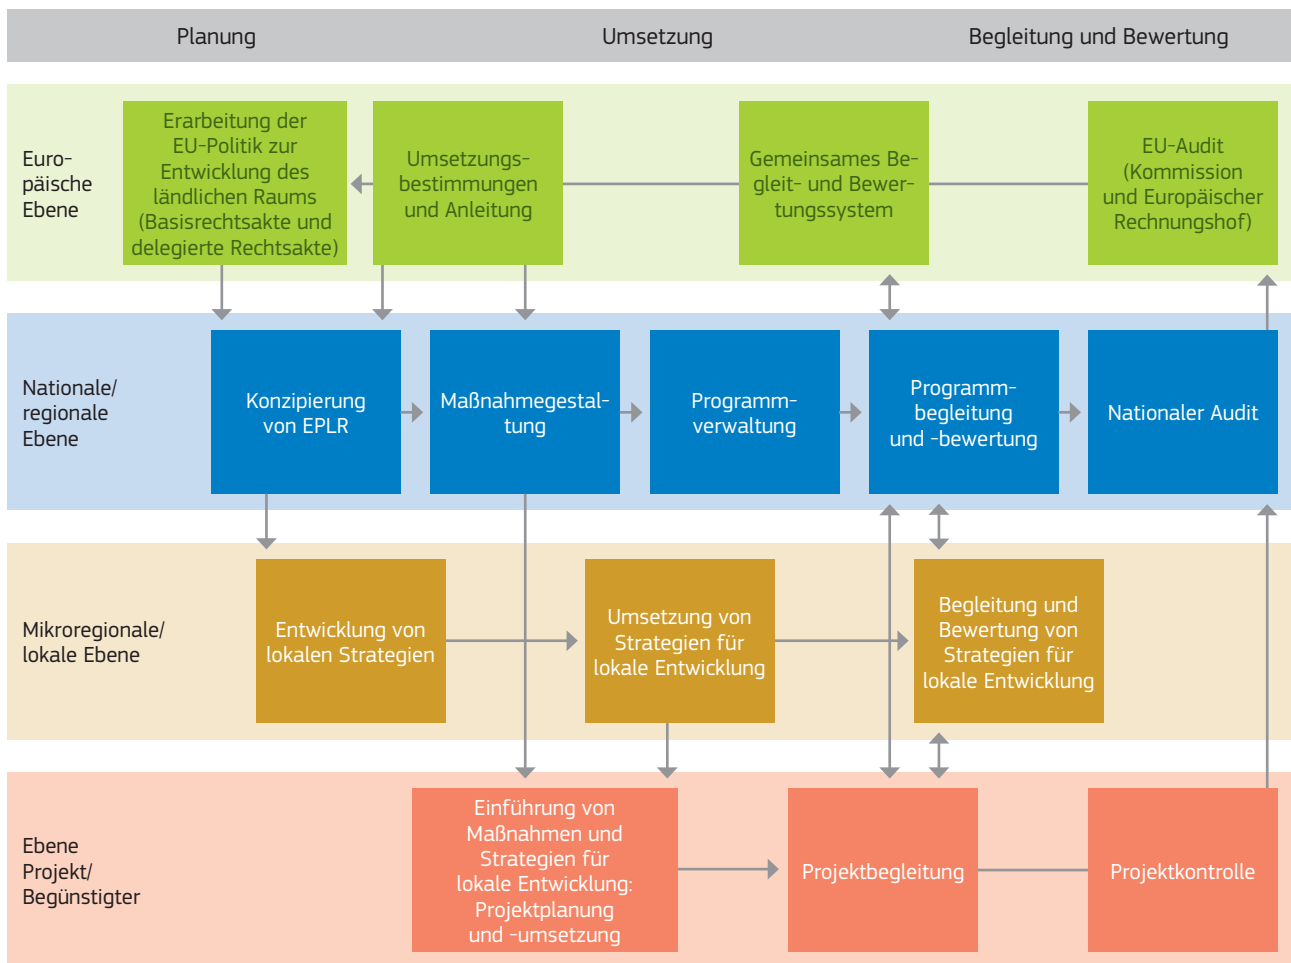 Planung
Umsetzung
Begleitung und Bewertung
Euro-
päische
Ebene
Erarbeitung der
EU-Politik zur
Entwicklung des
ländlichen Raums
(Basisrechtsakte und
delegierte Rechtsakte)
Umsetzungs-
bestimmungen
und Anleitung
Gemeinsames Be-
gleit- und Bewer-
tungssystem
EU-Audit
(Kommission
und Europäischer
Rechnungshof)
Nationale/
regionale
Ebene
Konzipierung
von EPLR
Maßnahmegestal-
tung
Programm-
verwaltung
Programm-
begleitung
und -bewertung
Nationaler Audit
Mikroregionale/
lokale Ebene
Entwicklung von
lokalen Strategien
Umsetzung von
Strategien für
lokale Entwicklung
Begleitung und
Bewertung von
Strategien für
lokale Entwicklung
Ebene
Projekt/
Begünstigter
Einführung von
Maßnahmen und
Strategien für
lokale Entwicklung:
Projektplanung
und -umsetzung
Projektbegleitung
Projektkontrolle